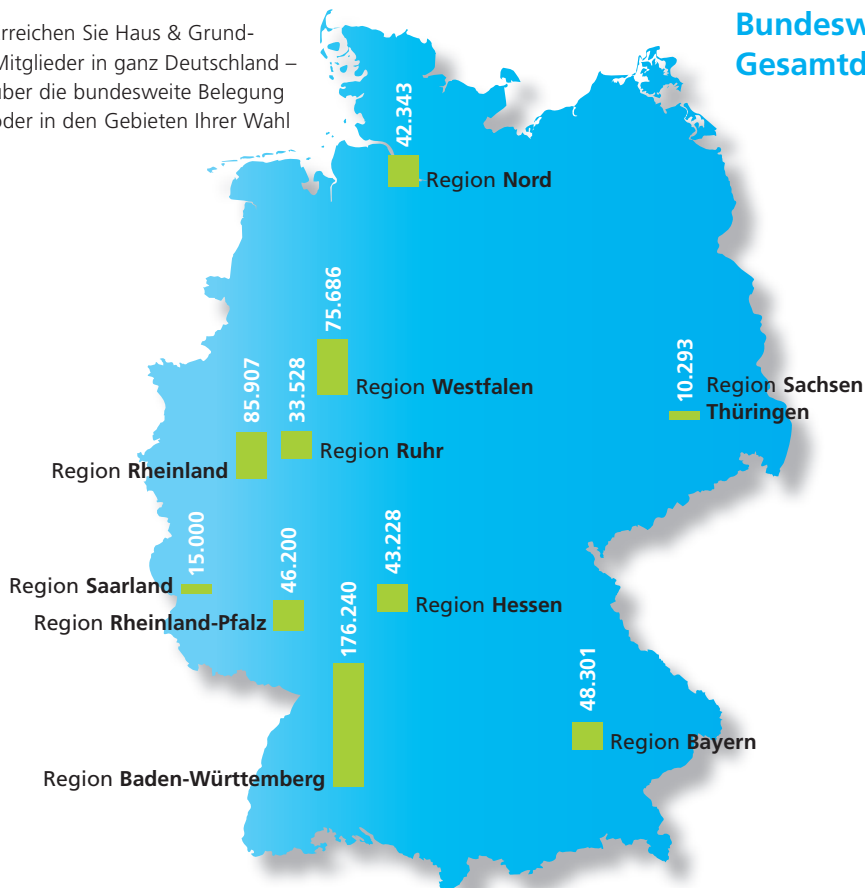 rreichen Sie Haus & Grund-
Mitglieder in ganz Deutschland –
über die bundesweite Belegung
oder in den Gebieten Ihrer Wahl
Bundesw
Gesamtd
42.343
Region Nord
75.686
Region Westfalen
85.907
Region Rheinland
33.528
Region Ruhr
10.293
Region Sachsen
Thüringen
15.000
Region Saarland
46.200
Region Rheinland-Pfalz
43.228
Region Hessen
176.240
Region Baden-Württemberg
48.301
Region Bayern